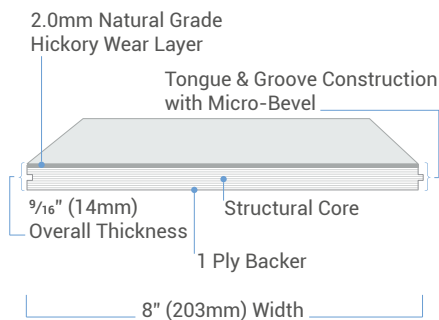 2.0mm Natural Grade
Hickory Wear Layer
Tongue & Groove Construction
with Micro-Bevel
9/16" (14mm)
Overall Thickness
Structural Core
1 Ply Backer
8" (203mm) Width